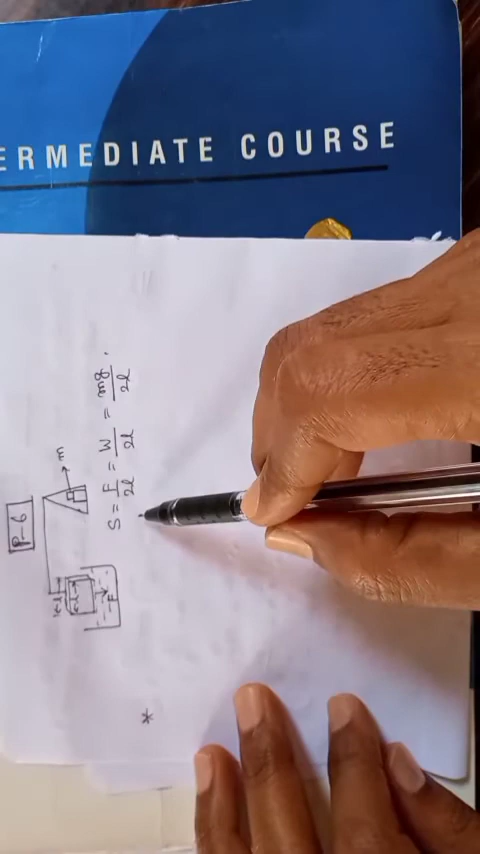 ERMEDIATE COURSE
P-6
m
S = F/2l = W/2l = mg/2l .
*